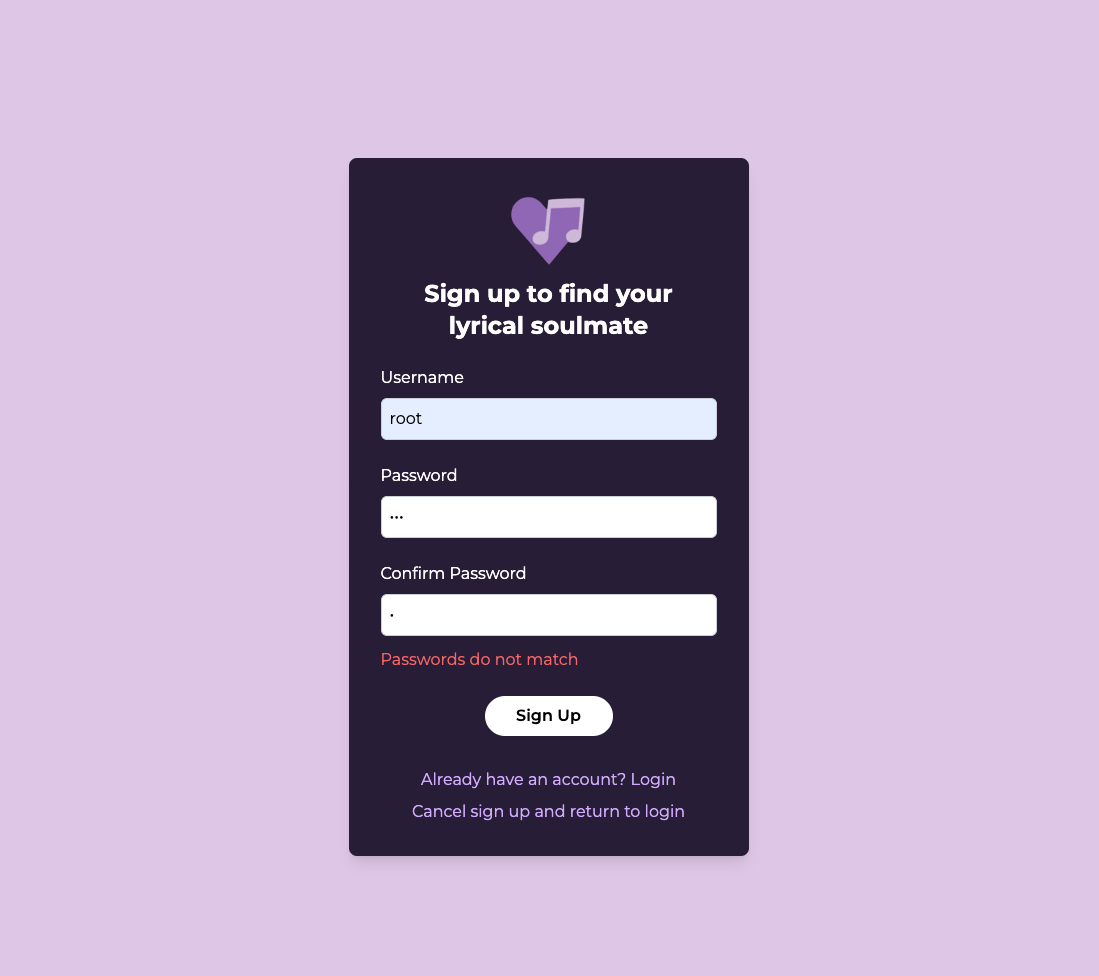 Sign up to find your
lyrical soulmate
Username
root
Password
•••
Confirm Password
•
Passwords do not match
Sign Up
Already have an account? Login
Cancel sign up and return to login